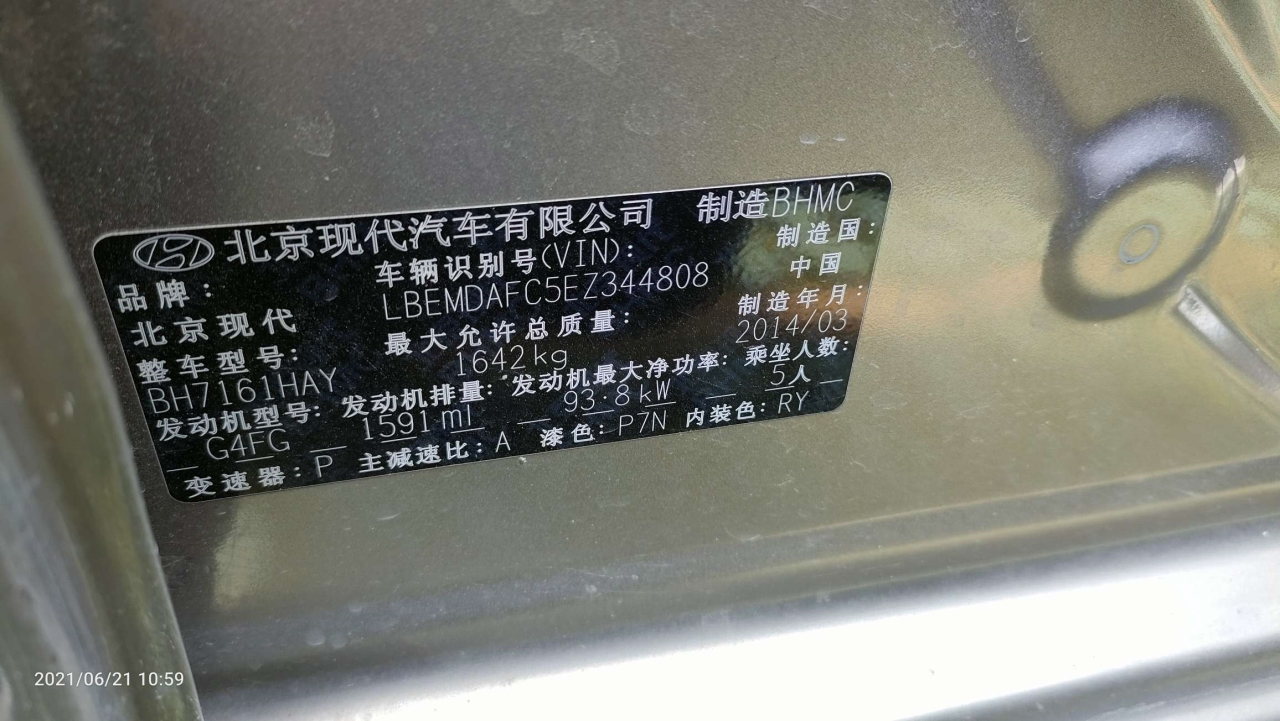 北京现代汽车有限公司 制造BHMC
品牌: 车辆识别号(VIN): 制造国:
北京现代 LBEMDAFC5EZ344808 中国
整车型号: 最大允许总质量: 制造年月:
BH7161HAY 1642kg 2014/03
发动机型号: 发动机排量: 发动机最大净功率: 乘坐人数:
G4FG 1591ml 93.8kW 5人
变速器: P 主减速比: A 漆色: P7N 内装色: RY
2021/06/21 10:59